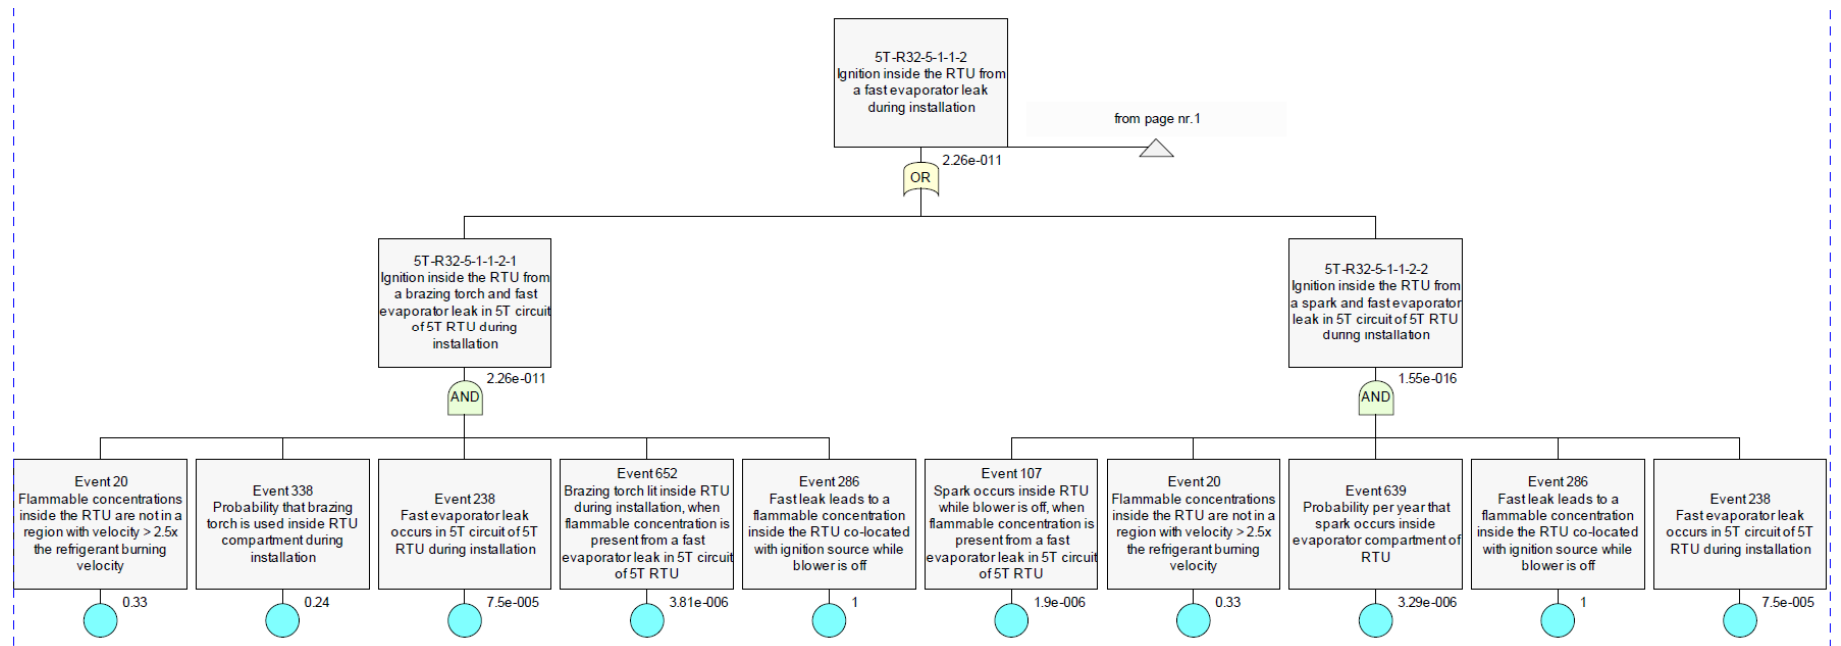 5T-R32-5-1-1-2
Ignition inside the RTU from
a fast evaporator leak
during installation
from page nr.1
2.26e-011
OR
5T-R32-5-1-1-2-1
Ignition inside the RTU from
a brazing torch and fast
evaporator leak in 5T circuit
of 5T RTU during
installation
2.26e-011
AND
5T-R32-5-1-1-2-2
Ignition inside the RTU from
a spark and fast evaporator
leak in 5T circuit of 5T RTU
during installation
1.55e-016
AND
Event 20
Flammable concentrations
inside the RTU are not in a
region with velocity > 2.5x
the refrigerant burning
velocity
0.33
Event 338
Probability that brazing
torch is used inside RTU
compartment during
installation
0.24
Event 238
Fast evaporator leak
occurs in 5T circuit of 5T
RTU during installation
7.5e-005
Event 652
Brazing torch lit inside RTU
during installation, when
flammable concentration is
present from a fast
evaporator leak in 5T circuit
of 5T RTU
3.81e-006
Event 286
Fast leak leads to a
flammable concentration
inside the RTU co-located
with ignition source while
blower is off
1
Event 107
Spark occurs inside RTU
while blower is off, when
flammable concentration is
present from a fast
evaporator leak in 5T circuit
of 5T RTU
1.9e-006
Event 20
Flammable concentrations
inside the RTU are not in a
region with velocity > 2.5x
the refrigerant burning
velocity
0.33
Event 639
Probability per year that
spark occurs inside
evaporator compartment of
RTU
3.29e-006
Event 286
Fast leak leads to a
flammable concentration
inside the RTU co-located
with ignition source while
blower is off
1
Event 238
Fast evaporator leak
occurs in 5T circuit of 5T
RTU during installation
7.5e-005